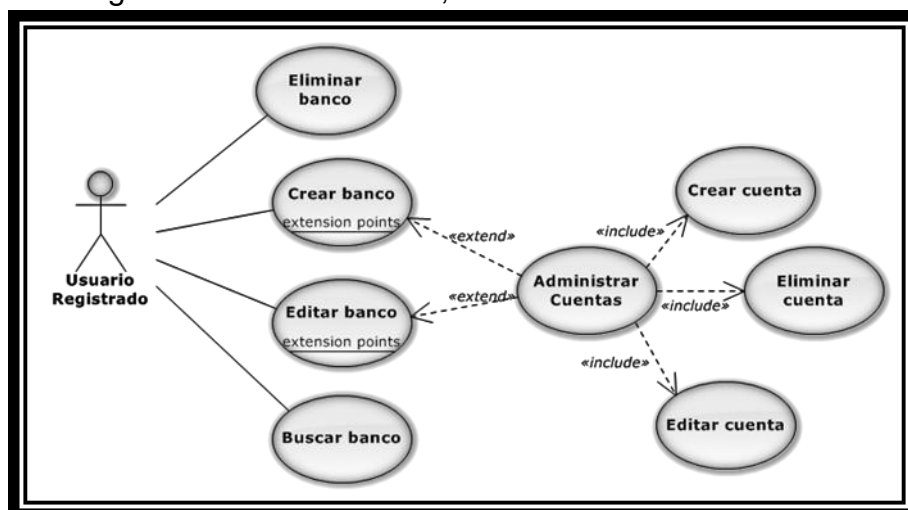 Eliminar
banco
Crear banco
extension points
Usuario
Registrado
Editar banco
extension points
Buscar banco
«extend»
«extend»
Administrar
Cuentas
«include»
«include»
«include»
Crear cuenta
Eliminar
cuenta
Editar cuenta